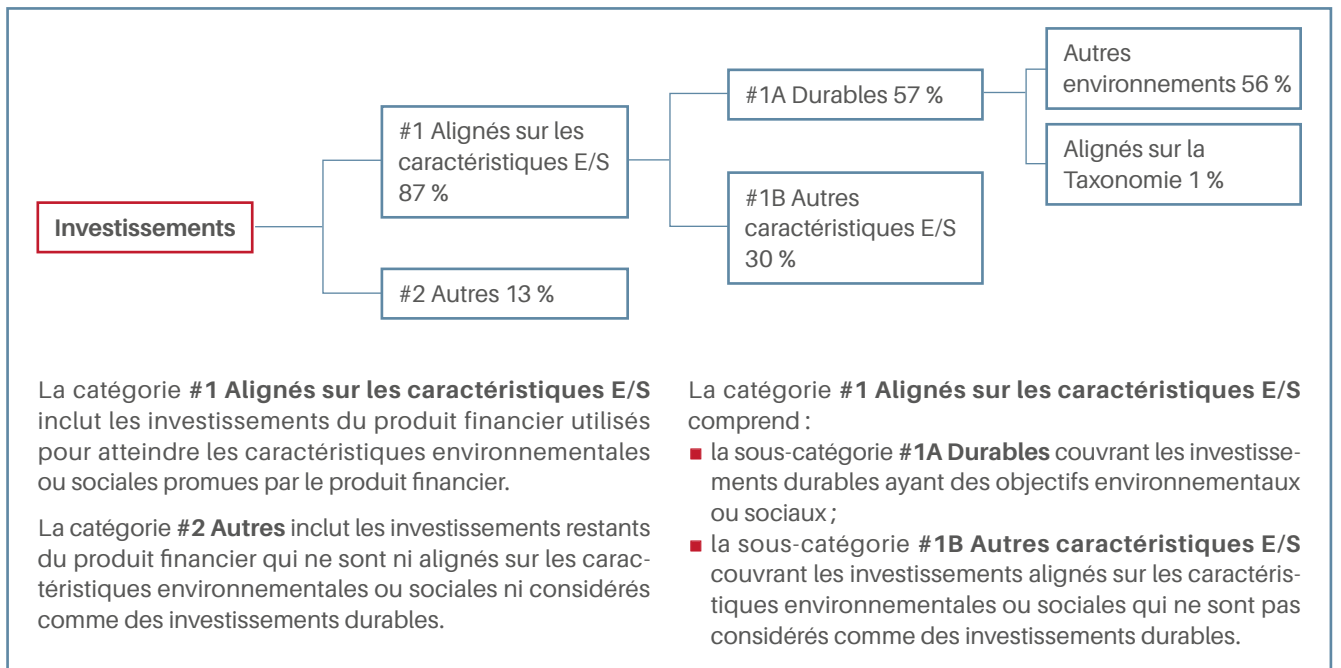 Investissements
#1 Alignés sur les
caractéristiques E/S
87 %
#2 Autres 13 %
#1A Durables 57 %
#1B Autres
caractéristiques E/S
30 %
Autres
environnements 56 %
Alignés sur la
Taxonomie 1 %
La catégorie #1 Alignés sur les caractéristiques E/S
inclut les investissements du produit financier utilisés
pour atteindre les caractéristiques environnementales
ou sociales promues par le produit financier.
La catégorie #2 Autres inclut les investissements restants
du produit financier qui ne sont ni alignés sur les carac-
téristiques environnementales ou sociales ni considérés
comme des investissements durables.
La catégorie #1 Alignés sur les caractéristiques E/S
comprend :
■ la sous-catégorie #1A Durables couvrant les investisse-
ments durables ayant des objectifs environnementaux
ou sociaux ;
■ la sous-catégorie #1B Autres caractéristiques E/S
couvrant les investissements alignés sur les caractéris-
tiques environnementales ou sociales qui ne sont pas
considérés comme des investissements durables.